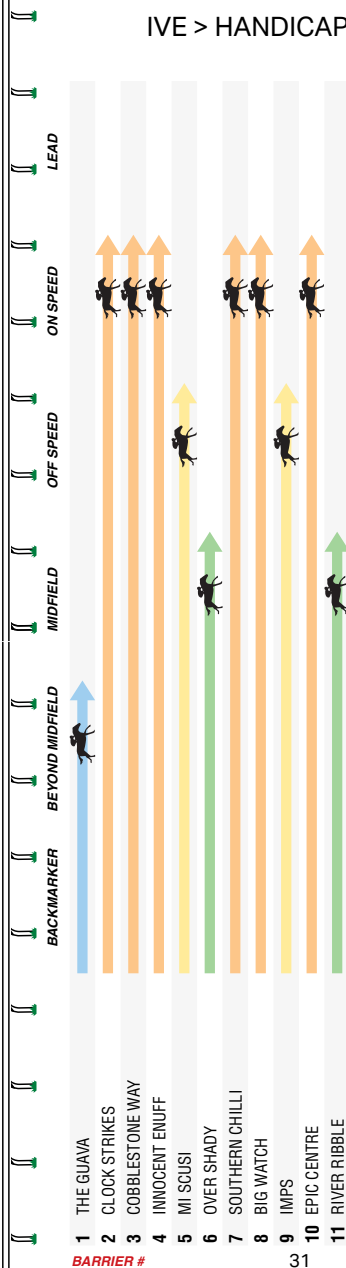 IVE > HANDICAP
LEAD
ON SPEED
OFF SPEED
MIDFIELD
BEYOND MIDFIELD
BACKMARKER
1 THE GUAVA
2 CLOCK STRIKES
3 COBBLESTONE WAY
4 INNOCENT ENUFF
5 MI SCUSI
6 OVER SHADY
7 SOUTHERN CHILLI
8 BIG WATCH
9 IMPS
10 EPIC CENTRE
11 RIVER RIBBLE
BARRIER #
31